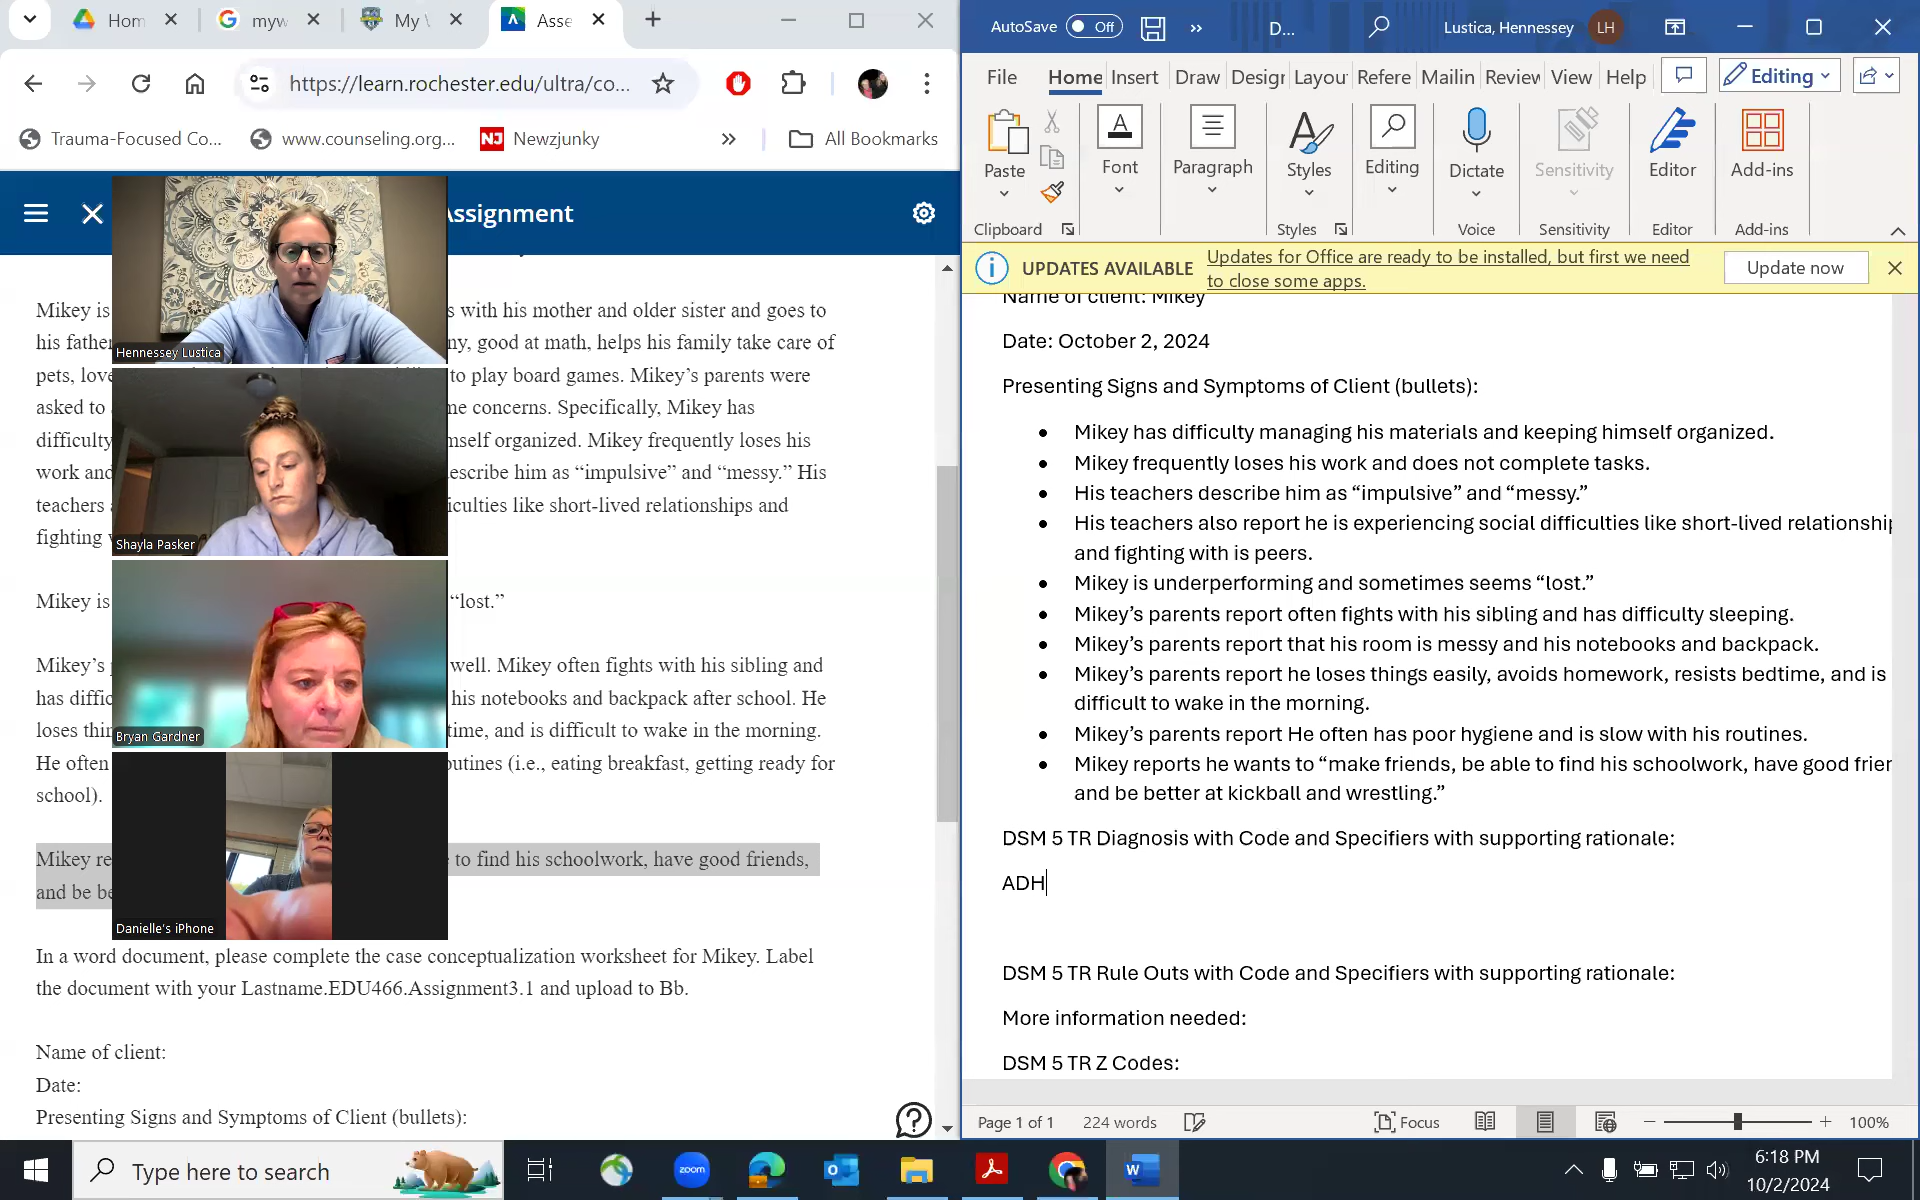 Hom
myw
My
Asse
https://learn.rochester.edu/ultra/co...
Trauma-Focused Co...
www.counseling.org...
NJ
Newzjunky
All Bookmarks
Assignment
Mikey is
s with his mother and older sister and goes to
his father
ny, good at math, helps his family take care of
pets, love
to play board games. Mikey’s parents were
asked to
me concerns. Specifically, Mikey has
difficulty
mself organized. Mikey frequently loses his
work and
escribe him as “impulsive” and “messy.” His
teachers
iculties like short-lived relationships and
fighting
Mikey is
“lost.”
Mikey’s
well. Mikey often fights with his sibling and
has diffic
his notebooks and backpack after school. He
loses thin
time, and is difficult to wake in the morning.
He often
outines (i.e., eating breakfast, getting ready for
school).
Mikey re
to find his schoolwork, have good friends,
and be be
In a word document, please complete the case conceptualization worksheet for Mikey. Label
the document with your Lastname.EDU466.Assignment3.1 and upload to Bb.
Name of client:
Date:
Presenting Signs and Symptoms of Client (bullets):
Hennessey Lustica
Shayla Pasker
Bryan Gardner
Danielle's iPhone
AutoSave Off
D...
Lustica, Hennessey LH
File Home Insert Draw Design Layou Refere Mailin Review View Help
Editing
Paste
Font
Paragraph
Styles
Editing
Dictate
Sensitivity
Editor
Add-ins
Clipboard
Styles
Voice
Sensitivity
Editor
Add-ins
UPDATES AVAILABLE Updates for Office are ready to be installed, but first we need
to close some apps.
Update now
Name of client: Mikey
Date: October 2, 2024
Presenting Signs and Symptoms of Client (bullets):
• Mikey has difficulty managing his materials and keeping himself organized.
• Mikey frequently loses his work and does not complete tasks.
• His teachers describe him as “impulsive” and “messy.”
• His teachers also report he is experiencing social difficulties like short-lived relationship
and fighting with is peers.
• Mikey is underperforming and sometimes seems “lost.”
• Mikey’s parents report often fights with his sibling and has difficulty sleeping.
• Mikey’s parents report that his room is messy and his notebooks and backpack.
• Mikey’s parents report he loses things easily, avoids homework, resists bedtime, and is
difficult to wake in the morning.
• Mikey’s parents report He often has poor hygiene and is slow with his routines.
• Mikey reports he wants to “make friends, be able to find his schoolwork, have good frier
and be better at kickball and wrestling.”
DSM 5 TR Diagnosis with Code and Specifiers with supporting rationale:
ADH
DSM 5 TR Rule Outs with Code and Specifiers with supporting rationale:
More information needed:
DSM 5 TR Z Codes:
Page 1 of 1
224 words
Focus
100%
Type here to search
zoom
6:18 PM
10/2/2024